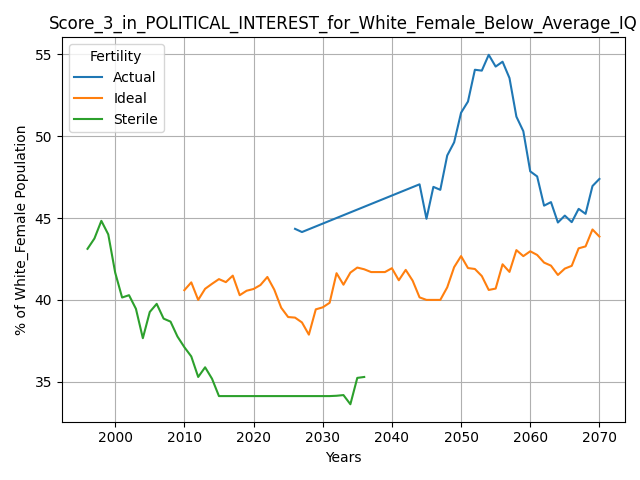 Score_3_in_POLITICAL_INTEREST_for_White_Female_Below_Average_IQ
Fertility
Actual
Ideal
Sterile
% of White_Female Population
55
50
45
40
35
2000
2010
2020
2030
2040
2050
2060
2070
Years